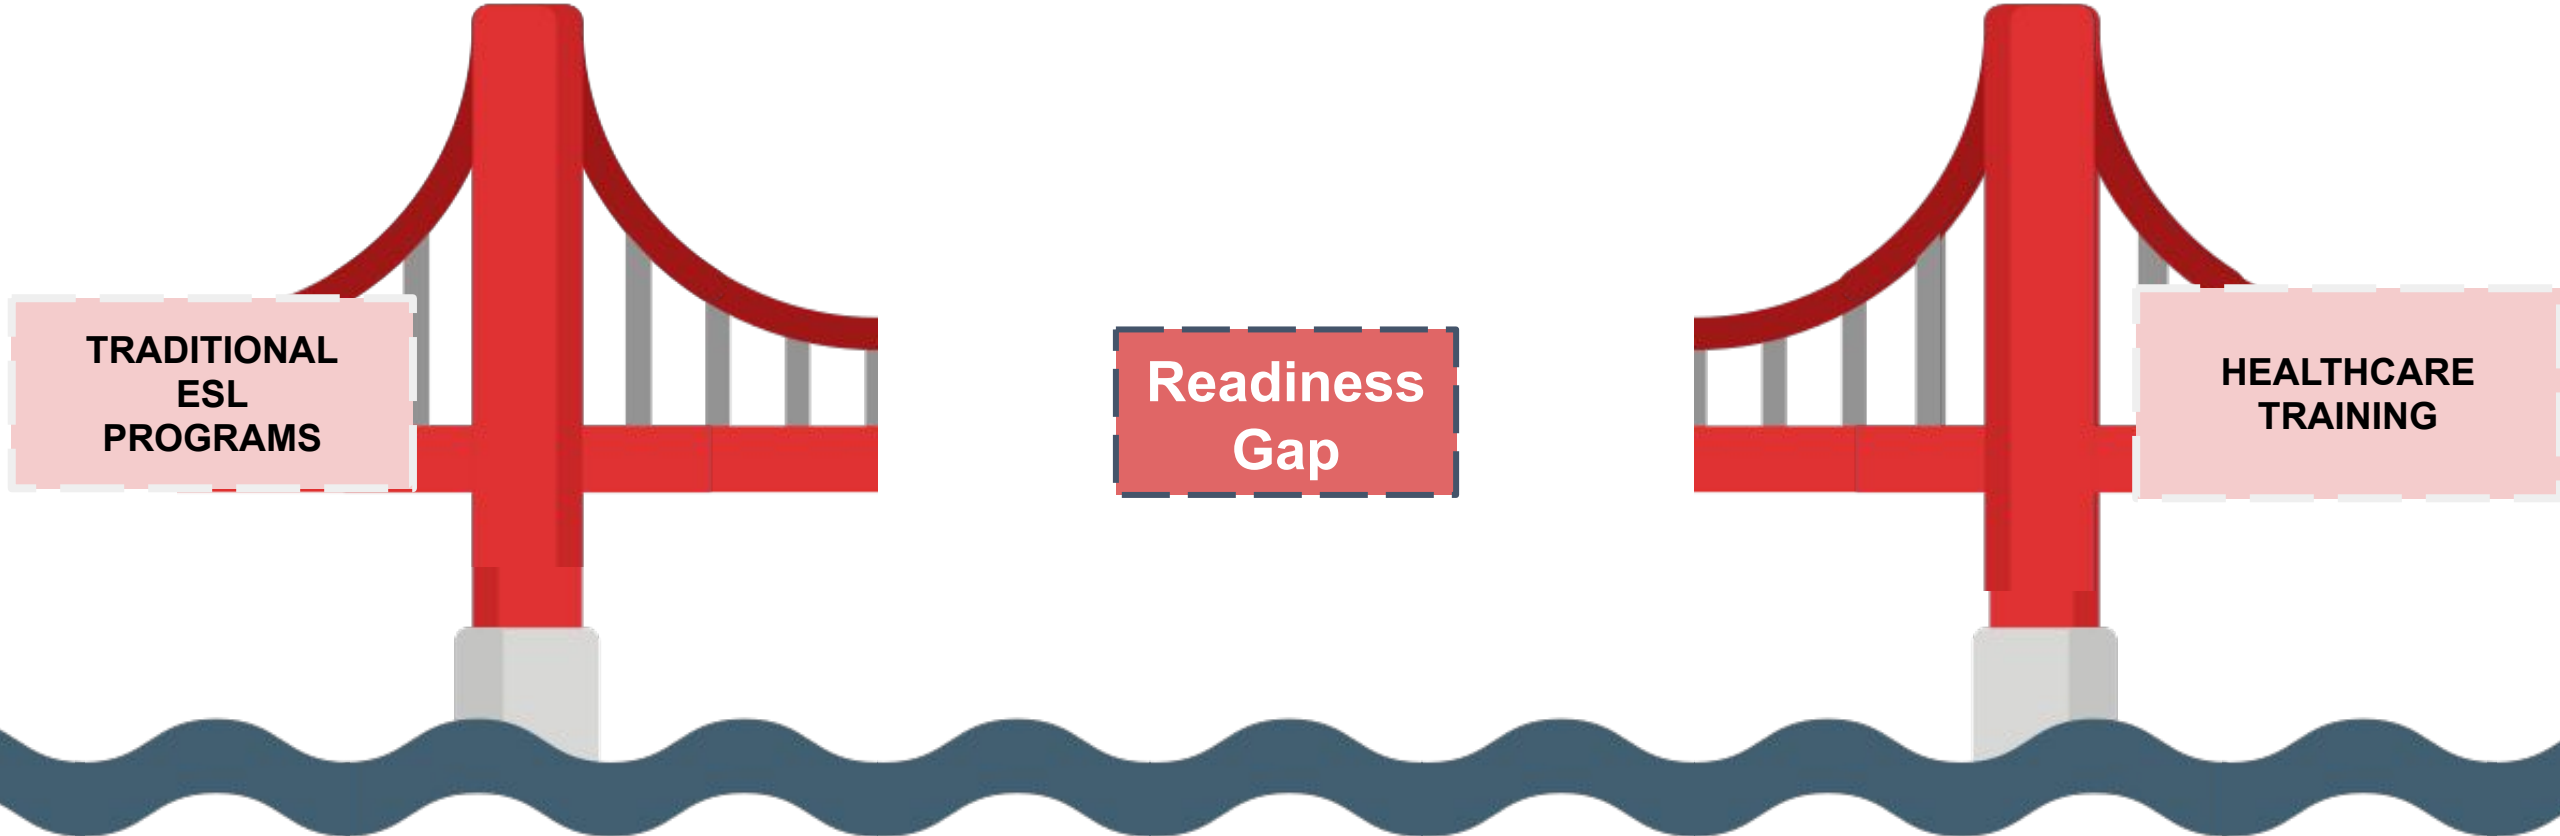 TRADITIONAL
ESL
PROGRAMS
Readiness
Gap
HEALTHCARE
TRAINING